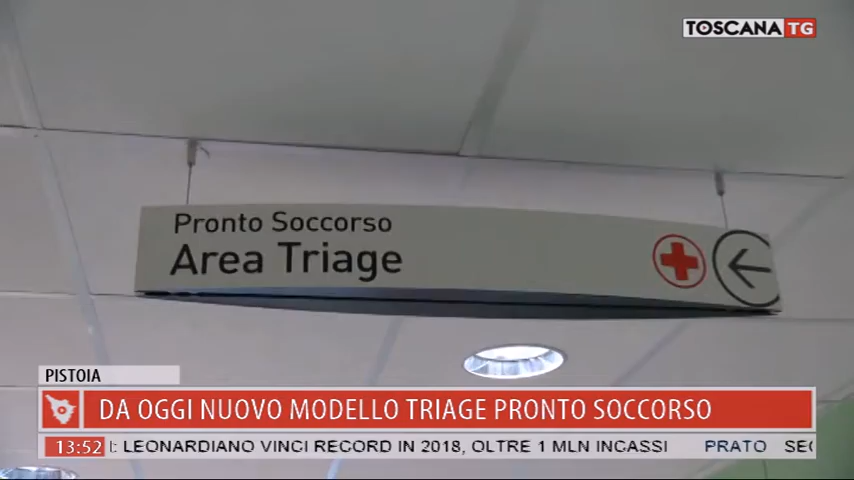 TOSCANA TG
Pronto Soccorso
Area Triage
PISTOIA
DA OGGI NUOVO MODELLO TRIAGE PRONTO SOCCORSO
13:52 I: LEONARDIANO VINCI RECORD IN 2018, OLTRE 1 MLN INCASSI PRATO